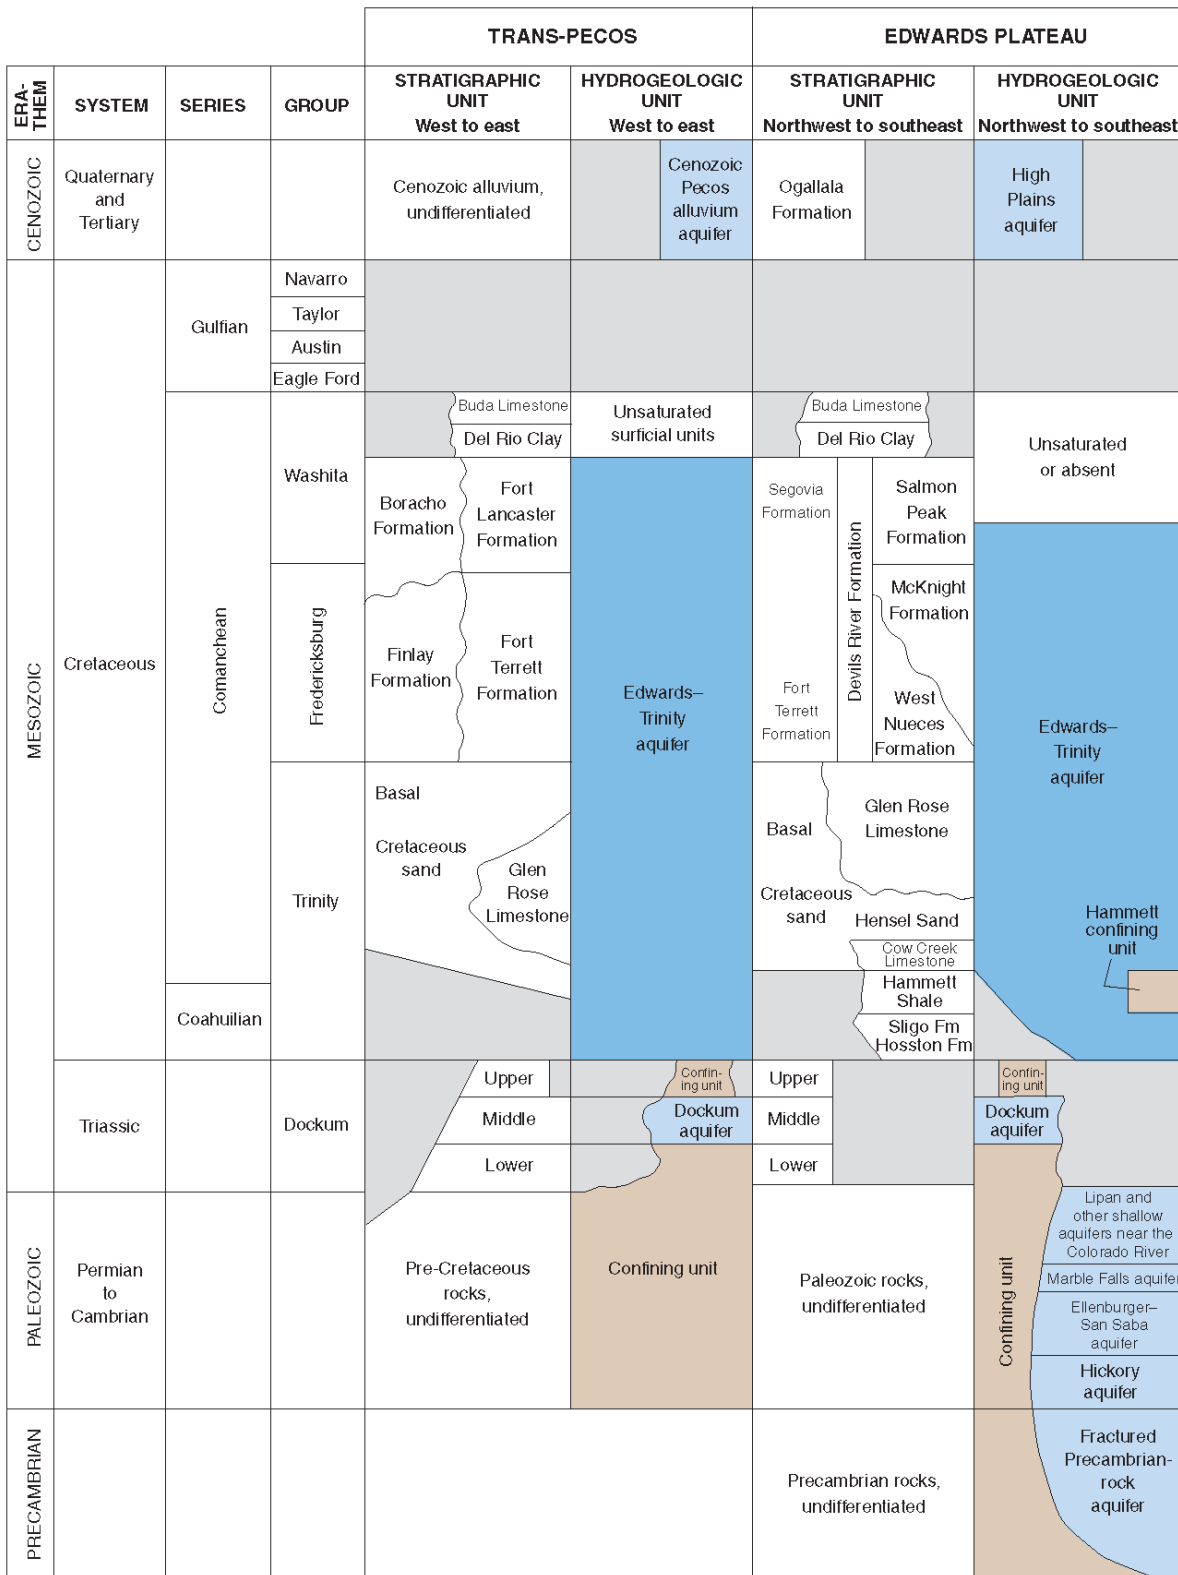 TRANS-PECOS
EDWARDS PLATEAU
ERA-
THEM
SYSTEM
SERIES
GROUP
STRATIGRAPHIC
UNIT
West to east
HYDROGEOLOGIC
UNIT
West to east
STRATIGRAPHIC
UNIT
Northwest to southeast
HYDROGEOLOGIC
UNIT
Northwest to southeast
CENOZOIC
Quaternary
and
Tertiary
Cenozoic alluvium,
undifferentiated
Cenozoic
Pecos
alluvium
aquifer
Ogallala
Formation
High
Plains
aquifer
MESOZOIC
Cretaceous
Gulfian
Navarro
Taylor
Austin
Eagle Ford
Comanchean
Washita
Buda Limestone
Del Rio Clay
Unsaturated
surficial units
Buda Limestone
Del Rio Clay
Unsaturated
or absent
Boracho
Formation
Fort
Lancaster
Formation
Segovia
Formation
Devils River Formation
Salmon
Peak
Formation
Fredericksburg
Finlay
Formation
Fort
Terrett
Formation
Edwards–
Trinity
aquifer
Fort
Terrett
Formation
McKnight
Formation
West
Nueces
Formation
Edwards–
Trinity
aquifer
Trinity
Basal
Cretaceous
sand
Glen
Rose
Limestone
Basal
Cretaceous
sand
Glen Rose
Limestone
Hensel Sand
Cow Creek
Limestone
Hammett
Shale
Hammett
confining
unit
Coahuilian
Sligo Fm
Hosston Fm
Triassic
Dockum
Upper
Middle
Lower
Confin-
ing unit
Dockum
aquifer
Upper
Middle
Lower
Confin-
ing unit
Dockum
aquifer
PALEOZOIC
Permian
to
Cambrian
Pre-Cretaceous
rocks,
undifferentiated
Confining unit
Paleozoic rocks,
undifferentiated
Confining unit
Lipan and
other shallow
aquifers near the
Colorado River
Marble Falls aquifer
Ellenburger–
San Saba
aquifer
Hickory
aquifer
PRECAMBRIAN
Precambrian rocks,
undifferentiated
Fractured
Precambrian-
rock
aquifer